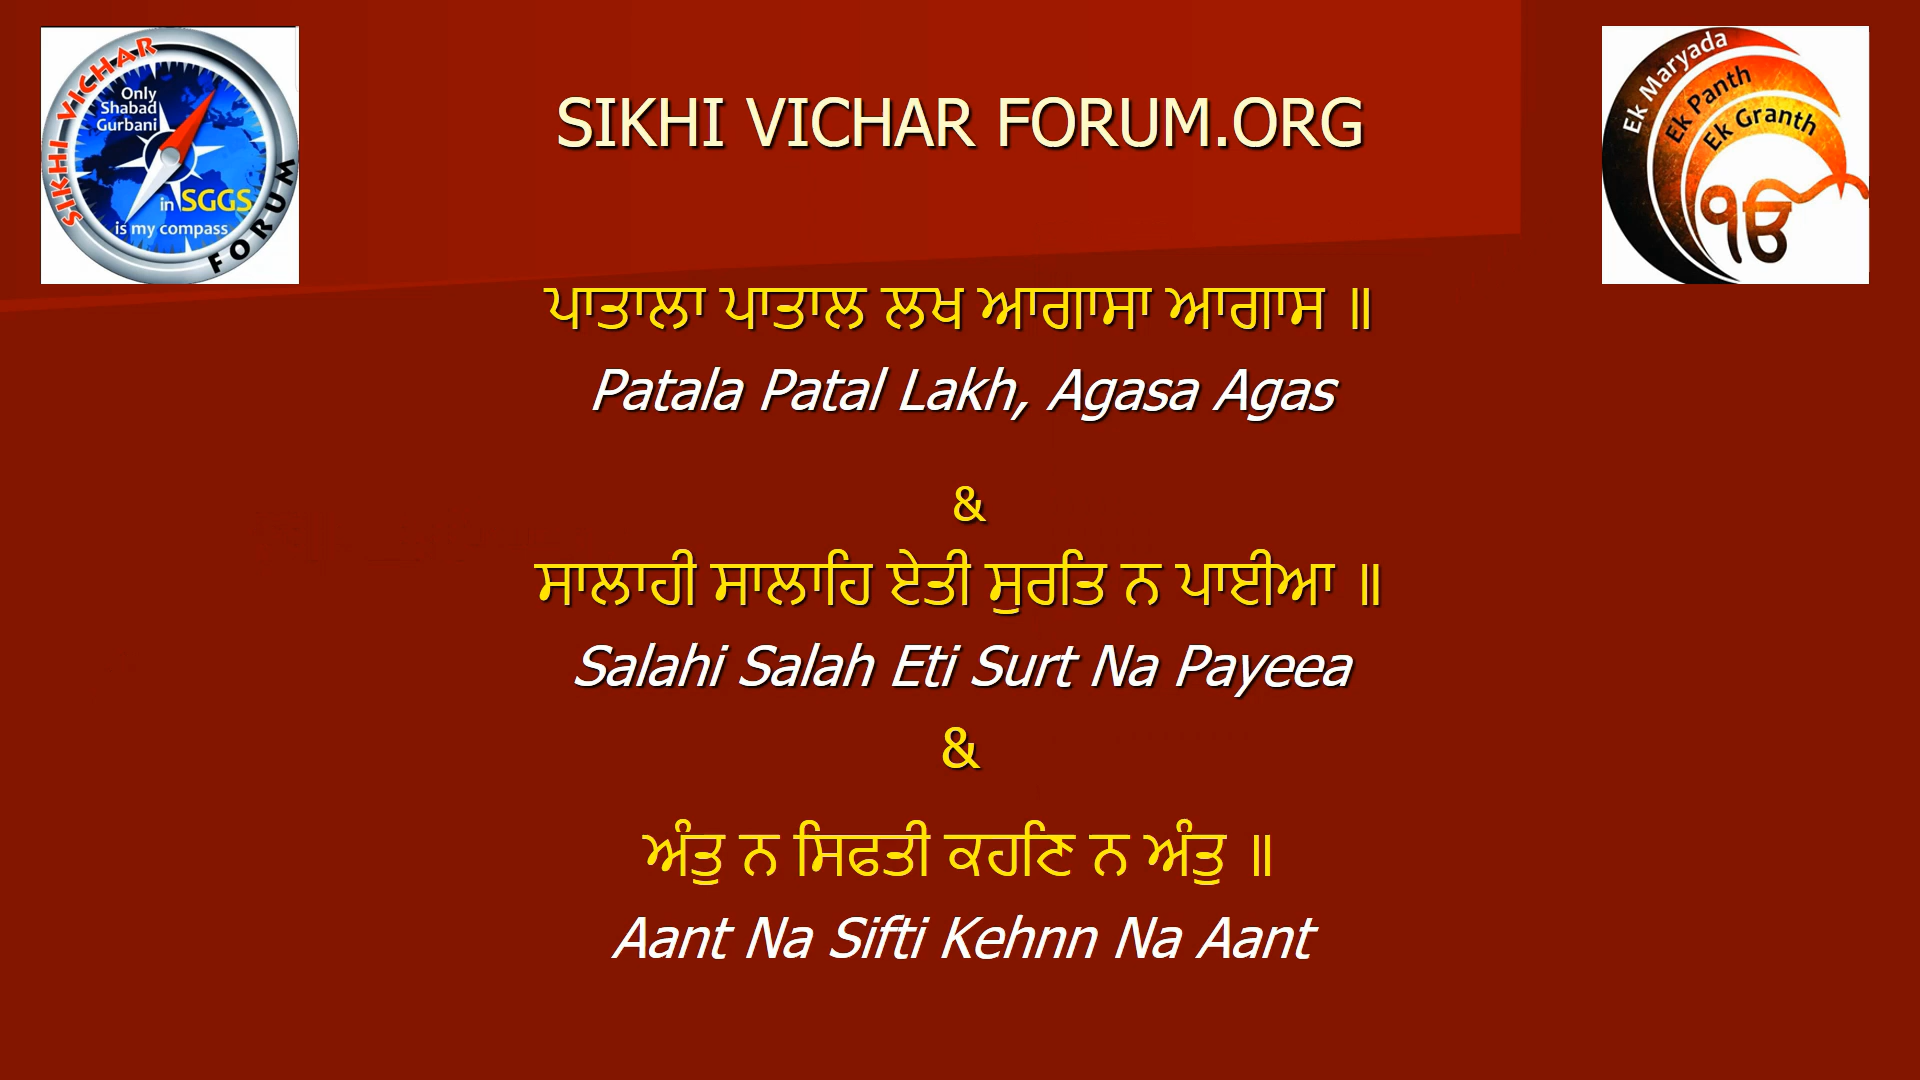 SIKHI VICHAR FORUM
Only
Shabad
Gurbani
in SGGS
is my compass
SIKHI VICHAR FORUM.ORG
Ek Maryada
Ek Panth
Ek Granth
ੴ
ਪਾਤਾਲਾ ਪਾਤਾਲ ਲਖ ਆਗਾਸਾ ਆਗਾਸ ॥
Patala Patal Lakh, Agasa Agas
&
ਸਾਲਾਹੀ ਸਾਲਾਹਿ ਏਤੀ ਸੁਰਤਿ ਨ ਪਾਈਆ ॥
Salahi Salah Eti Surt Na Payeea
&
ਅੰਤੁ ਨ ਸਿਫਤੀ ਕਹਣਿ ਨ ਅੰਤੁ ॥
Aant Na Sifti Kehnn Na Aant